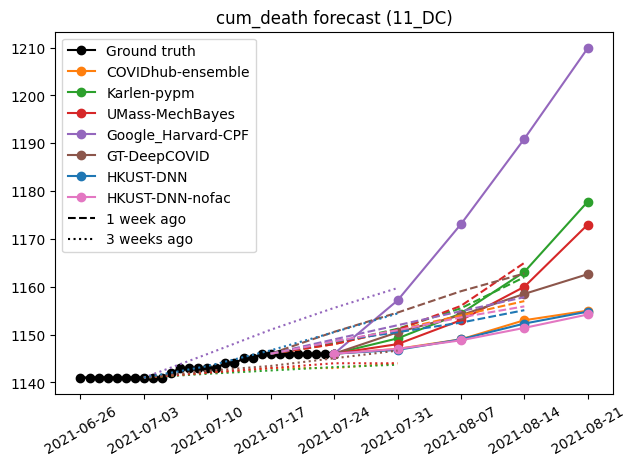 cum_death forecast (11_DC)
Ground truth
COVIDhub-ensemble
Karlen-pypm
UMass-MechBayes
Google_Harvard-CPF
GT-DeepCOVID
HKUST-DNN
HKUST-DNN-nofac
1 week ago
3 weeks ago
1210
1200
1190
1180
1170
1160
1150
1140
2021-06-26
2021-07-03
2021-07-10
2021-07-17
2021-07-24
2021-07-31
2021-08-07
2021-08-14
2021-08-21